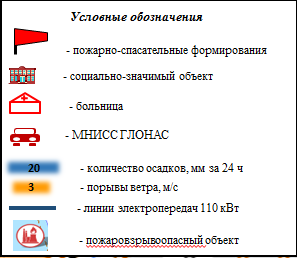 Условные обозначения
- пожарно-спасательные формирования
- социально-значимый объект
- больница
- МНИСС ГЛОНАС
20 - количество осадков, мм за 24 ч
3 - порывы ветра, м/с
- линии электропередач 110 кВт
- пожаровзрывоопасный объект